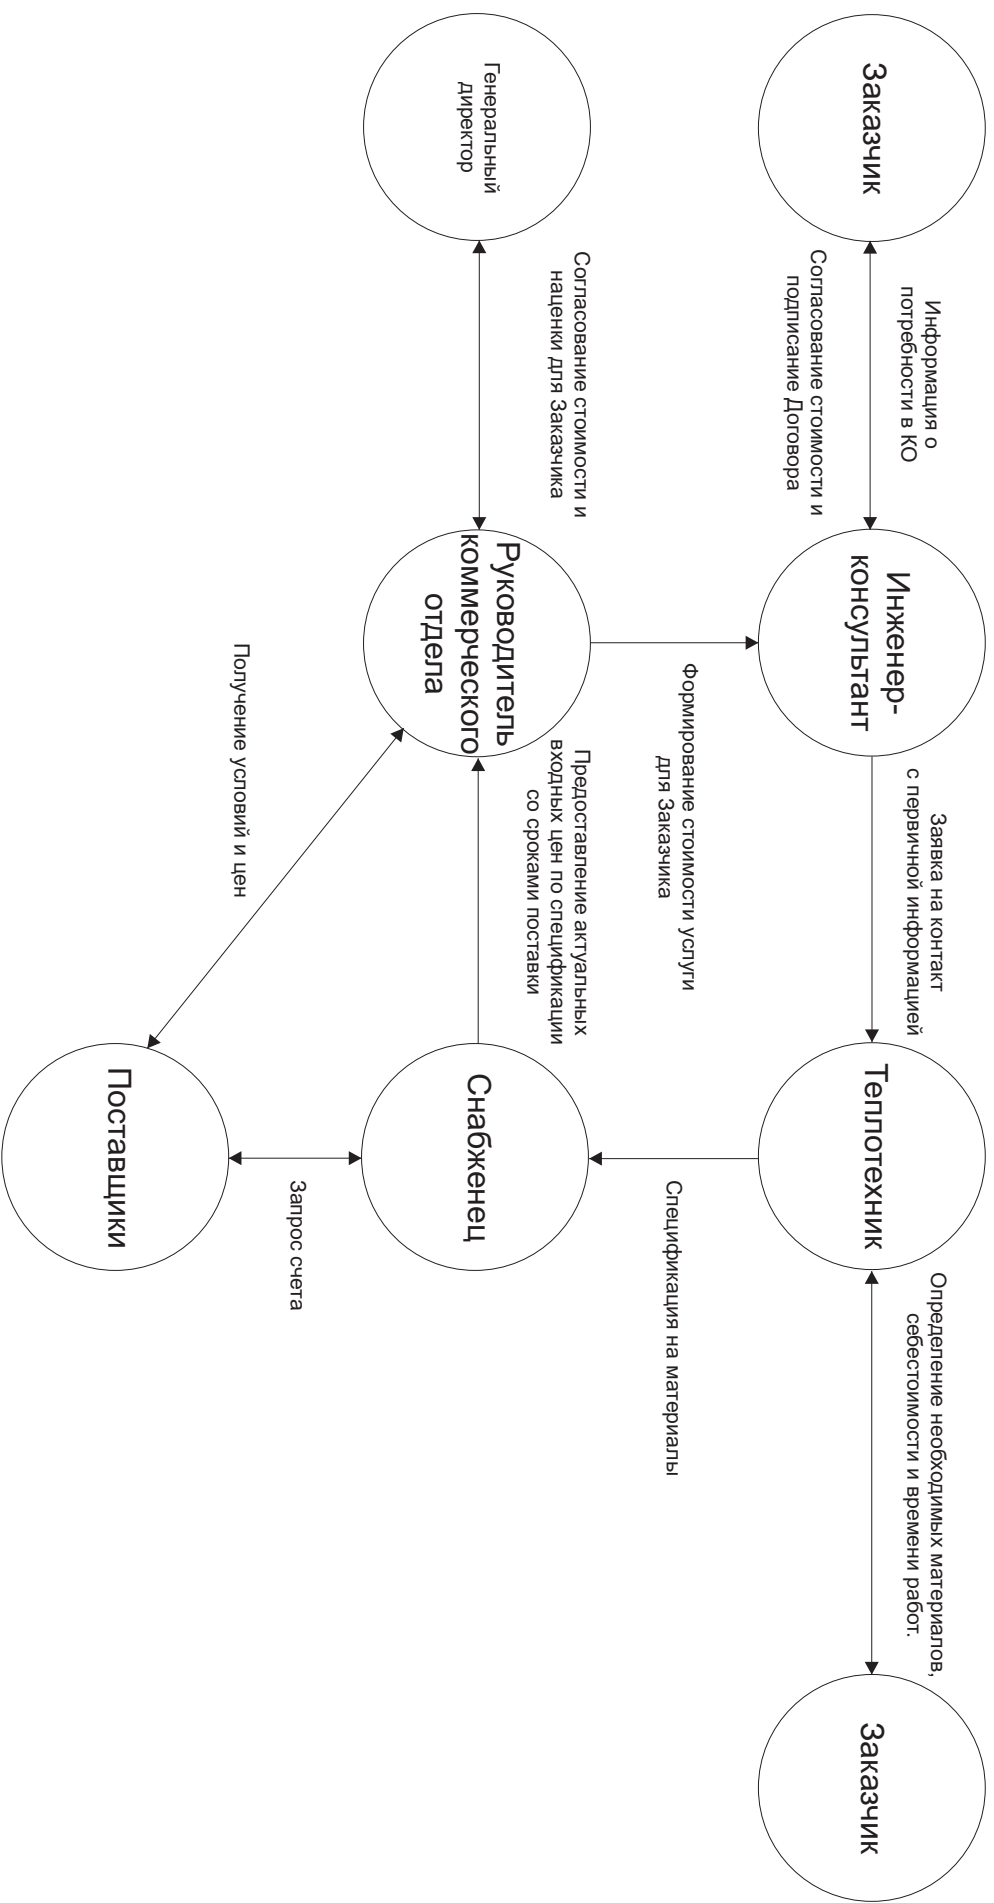 Заказчик
Информация о
потребности в КО
Согласование стоимости и
подписание Договора
Инженер-
консультант
Заявка на контакт
с первичной информацией
Теплотехник
Определение необходимых материалов,
себестоимости и времени работ.
Заказчик
Формирование стоимости услуги
для Заказчика
Спецификация на материалы
Генеральный
директор
Согласование стоимости и
наценки для Заказчика
Руководитель
коммерческого
отдела
Предоставление актуальных
входных цен по спецификации
со сроками поставки
Снабженец
Получение условий и цен
Запрос счета
Поставщики